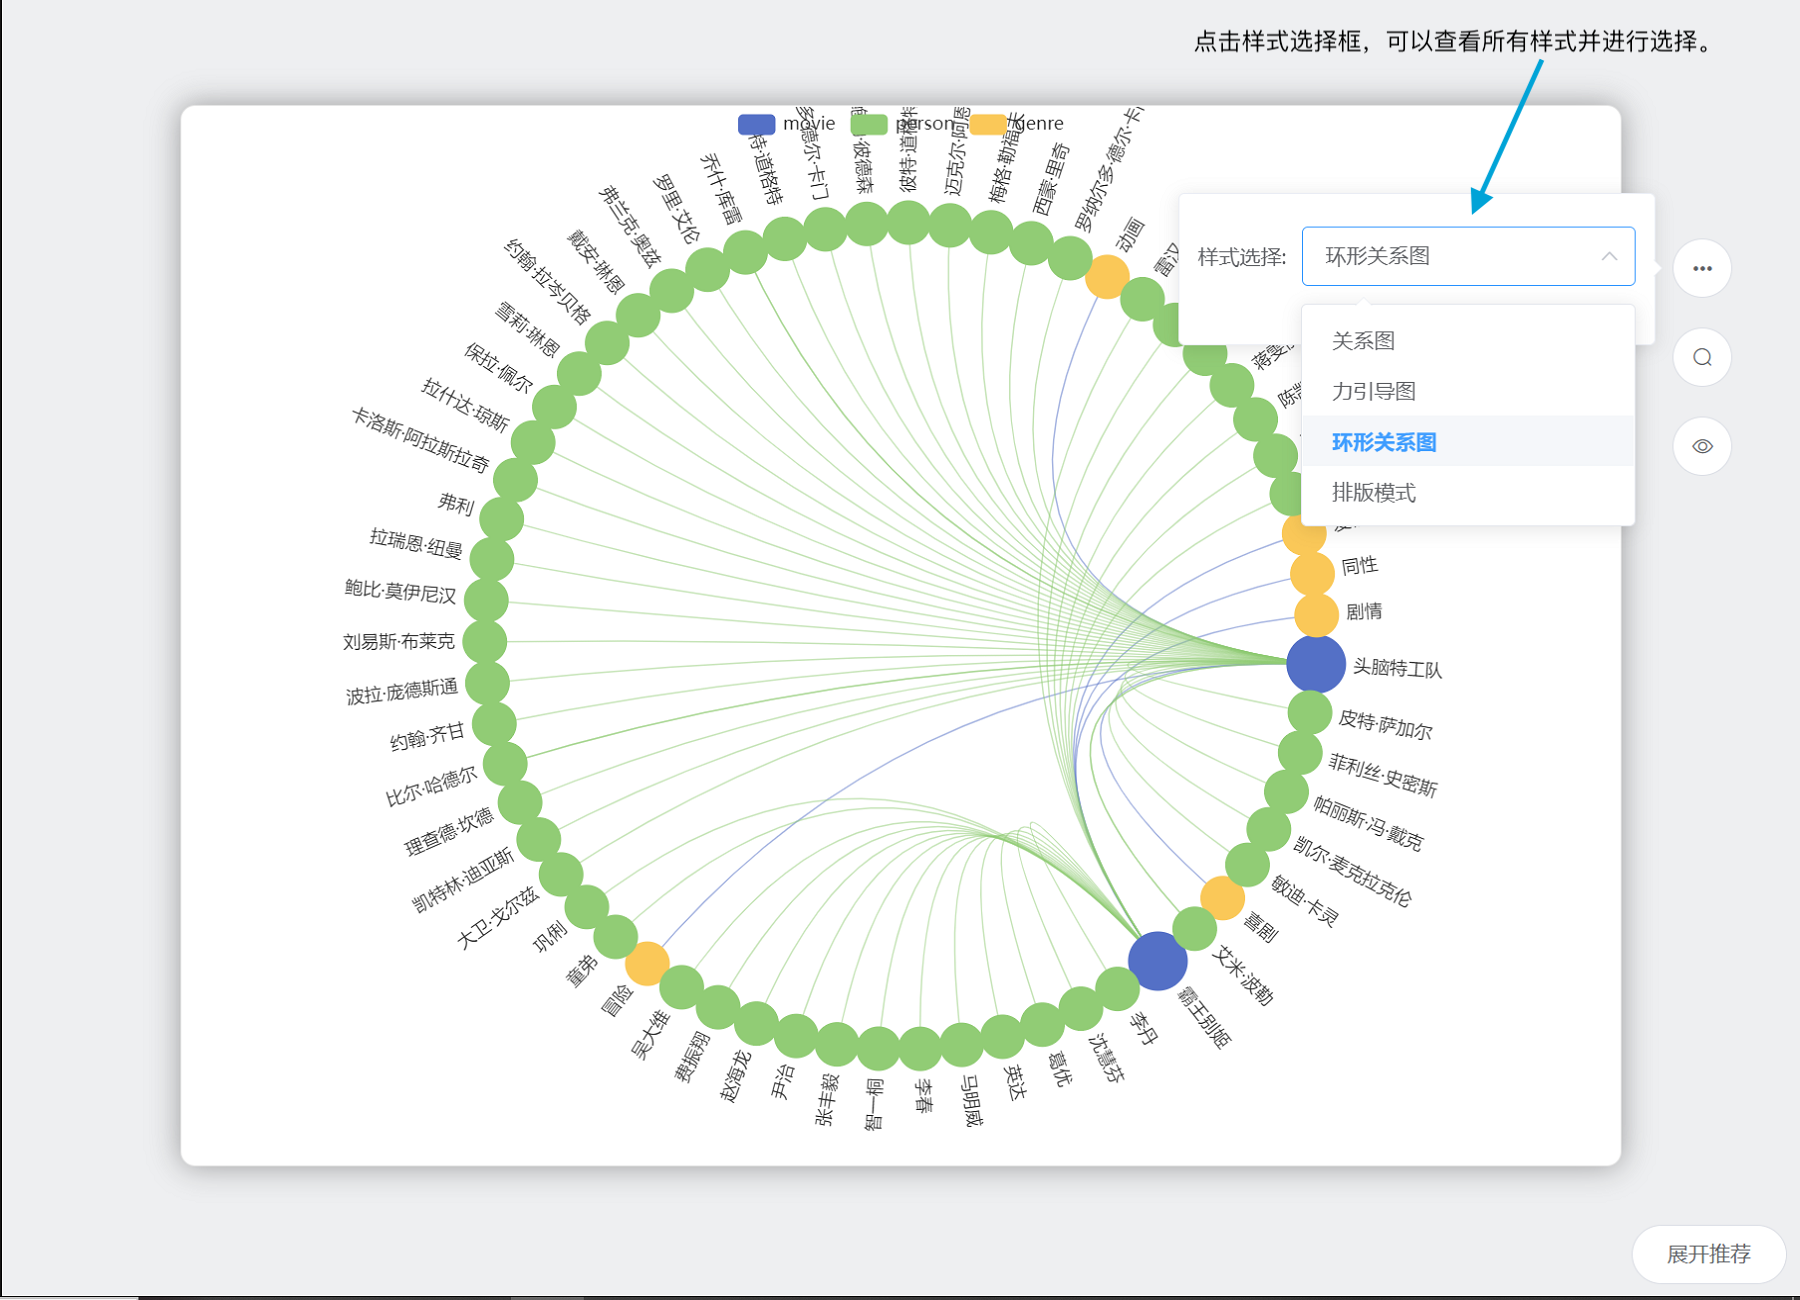 点击样式选择框，可以查看所有样式并进行选择。
movie
person
genre
样式选择:
环形关系图
关系图
力引导图
环形关系图
排版模式
特·道格特
乔什·库雷
罗里·艾伦
弗兰克·奥兹
戴安·琳恩
约翰·拉岑贝格
雪莉·琳恩
保拉·佩尔
拉什达·琼斯
卡洛斯·阿拉斯拉奇
弗利
拉瑞恩·纽曼
鲍比·莫伊尼汉
刘易斯·布莱克
波拉·庞德斯通
约翰·齐甘
比尔·哈德尔
理查德·坎德
凯特林·迪亚斯
大卫·戈尔兹
巩俐
童弟
冒险
吴大维
费振翔
赵海龙
尹治
张丰毅
智一桐
李春
马明威
英达
葛优
沈慧芬
李丹
霸王别姬
艾米·波勒
喜剧
敏迪·卡灵
凯尔·麦克拉克伦
帕丽斯·冯·戴克
菲利丝·史密斯
皮特·萨加尔
头脑特工队
剧情
同性
陈
蒋雯
雷汉
动画
罗纳尔多·德尔·卡
西蒙·里奇
梅格·勒福夫
迈克尔·阿恩
彼特·道格特
彼德森
多·德尔·卡门
展开推荐